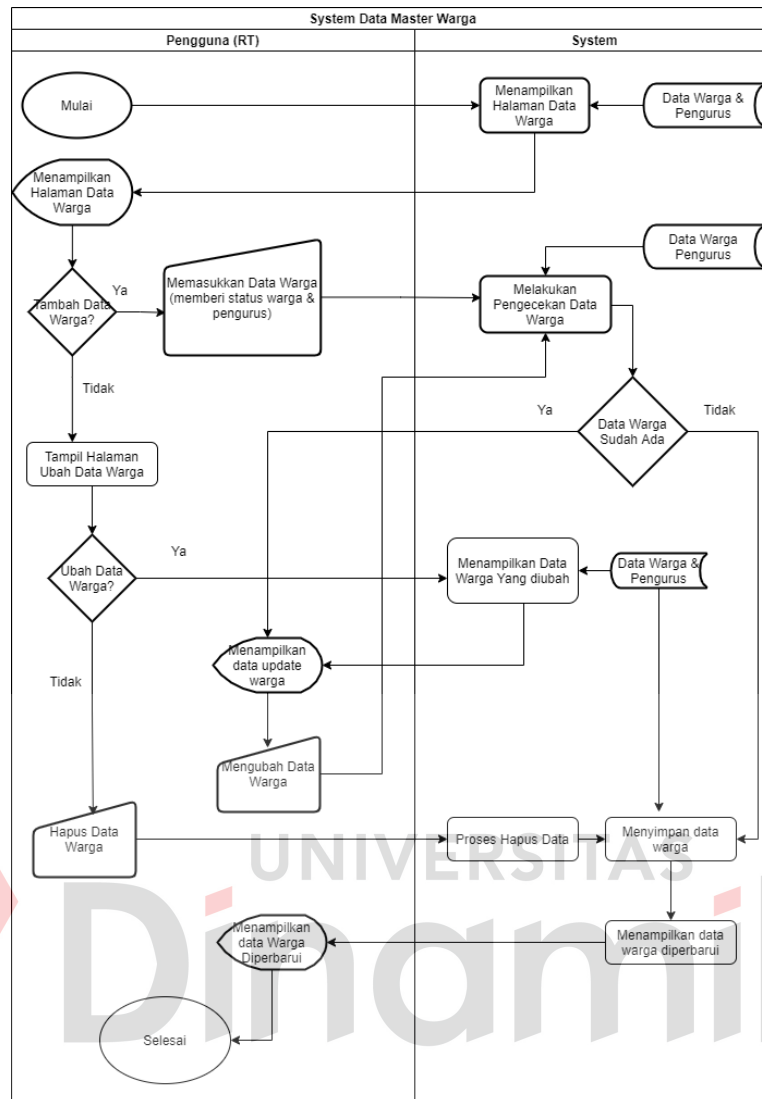 System Data Master Warga
Pengguna (RT)
System
Mulai
Menampilkan
Halaman Data
Warga
Data Warga &
Pengurus
Menampilkan
Halaman Data
Warga
Data Warga
Pengurus
Tambah Data
Warga?
Ya
Memasukkan Data Warga
(memberi status warga &
pengurus)
Melakukan
Pengecekan Data
Warga
Tidak
Ya
Data Warga
Sudah Ada
Tidak
Tampil Halaman
Ubah Data Warga
Ubah Data
Warga?
Ya
Menampilkan Data
Warga Yang diubah
Data Warga &
Pengurus
Menampilkan
data update
warga
Tidak
Mengubah Data
Warga
Hapus Data
Warga
Proses Hapus Data
Menyimpan data
warga
UNIVERSITAS
Dinami
Menampilkan
data Warga
Diperbarui
Menampilkan data
warga diperbarui
Selesai